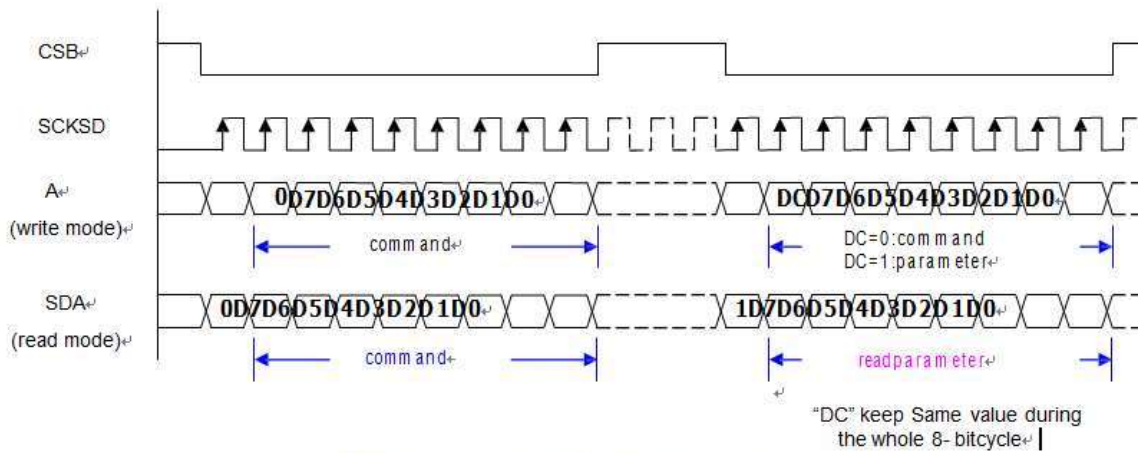 CSB
SCKSD
A
(write mode)
0D7D6D5D4D3D2D1D0
DCD7D6D5D4D3D2D1D0
command
DC=0:command
DC=1:parameter
SDA
(read mode)
0D7D6D5D4D3D2D1D0
1D7D6D5D4D3D2D1D0
command
readparameter
“DC” keep Same value during
the whole 8- bitcycle